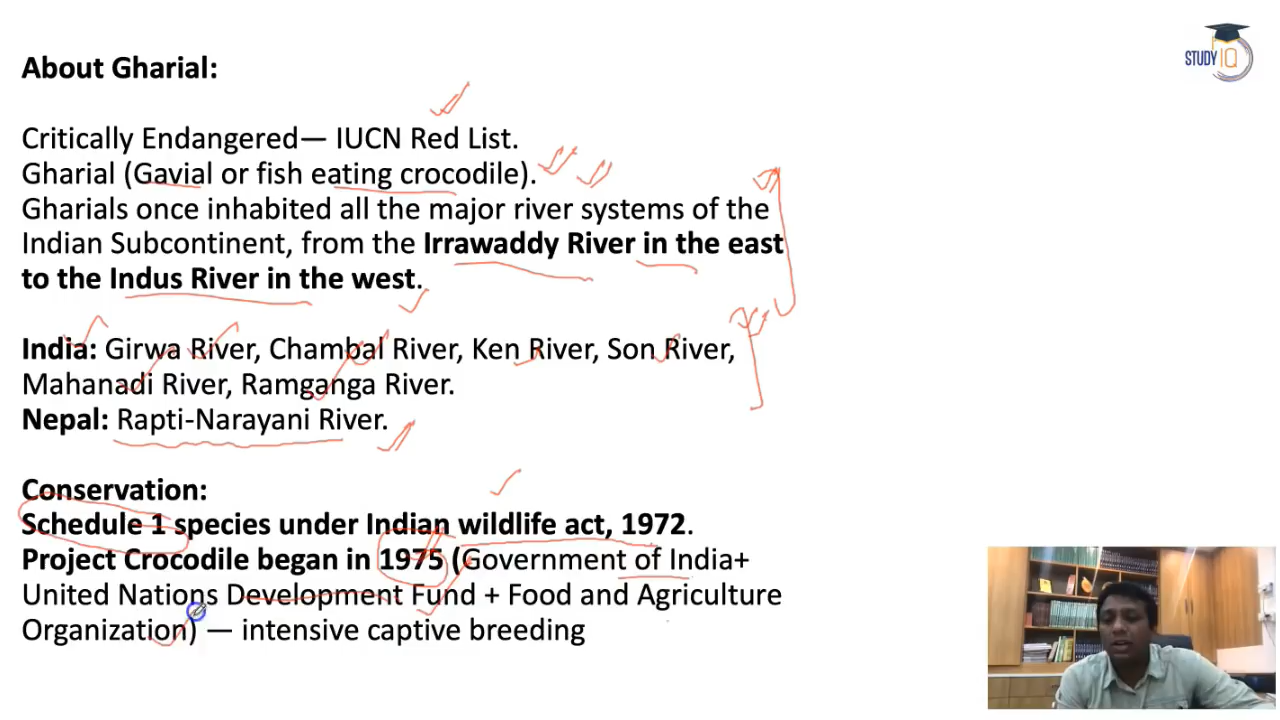 STUDY IQ
About Gharial:
Critically Endangered— IUCN Red List.
Gharial (Gavial or fish eating crocodile).
Gharials once inhabited all the major river systems of the
Indian Subcontinent, from the Irrawaddy River in the east
to the Indus River in the west.
India: Girwa River, Chambal River, Ken River, Son River,
Mahanadi River, Ramganga River.
Nepal: Rapti-Narayani River.
Conservation:
Schedule 1 species under Indian wildlife act, 1972.
Project Crocodile began in 1975 (Government of India+
United Nations Development Fund + Food and Agriculture
Organization) — intensive captive breeding